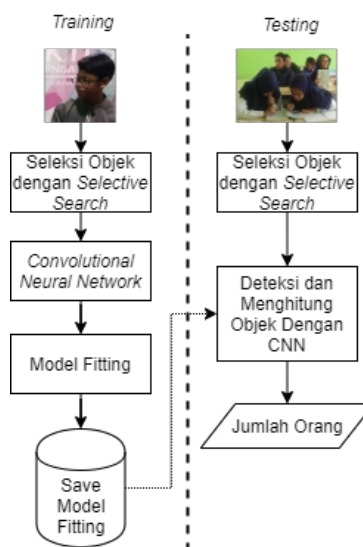 Training
Seleksi Objek
dengan Selective
Search
Convolutional
Neural Network
Model Fitting
Save
Model
Fitting
Testing
Seleksi Objek
dengan Selective
Search
Deteksi dan
Menghitung
Objek Dengan
CNN
Jumlah Orang